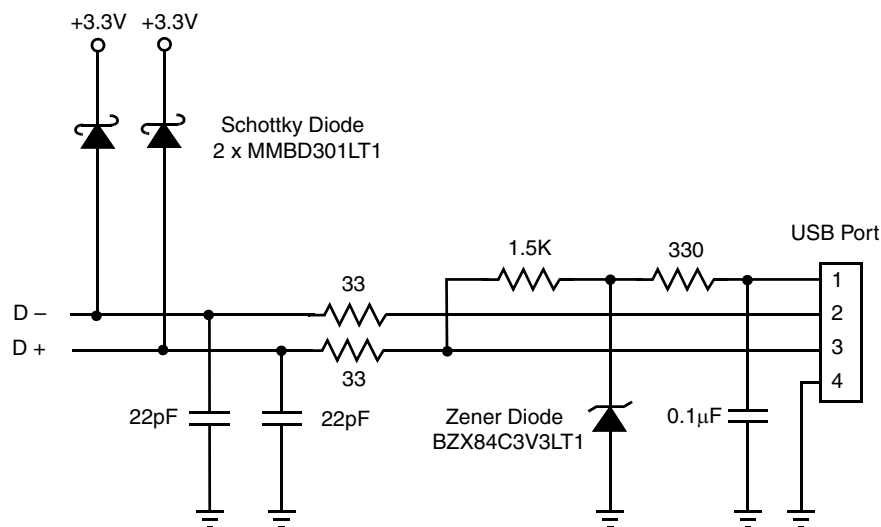 +3.3V +3.3V
Schottky Diode
2 x MMBD301LT1
USB Port
1.5K
330
1
33
D –
2
D +
3
33
4
22pF
22pF
Zener Diode
BZX84C3V3LT1
0.1μF